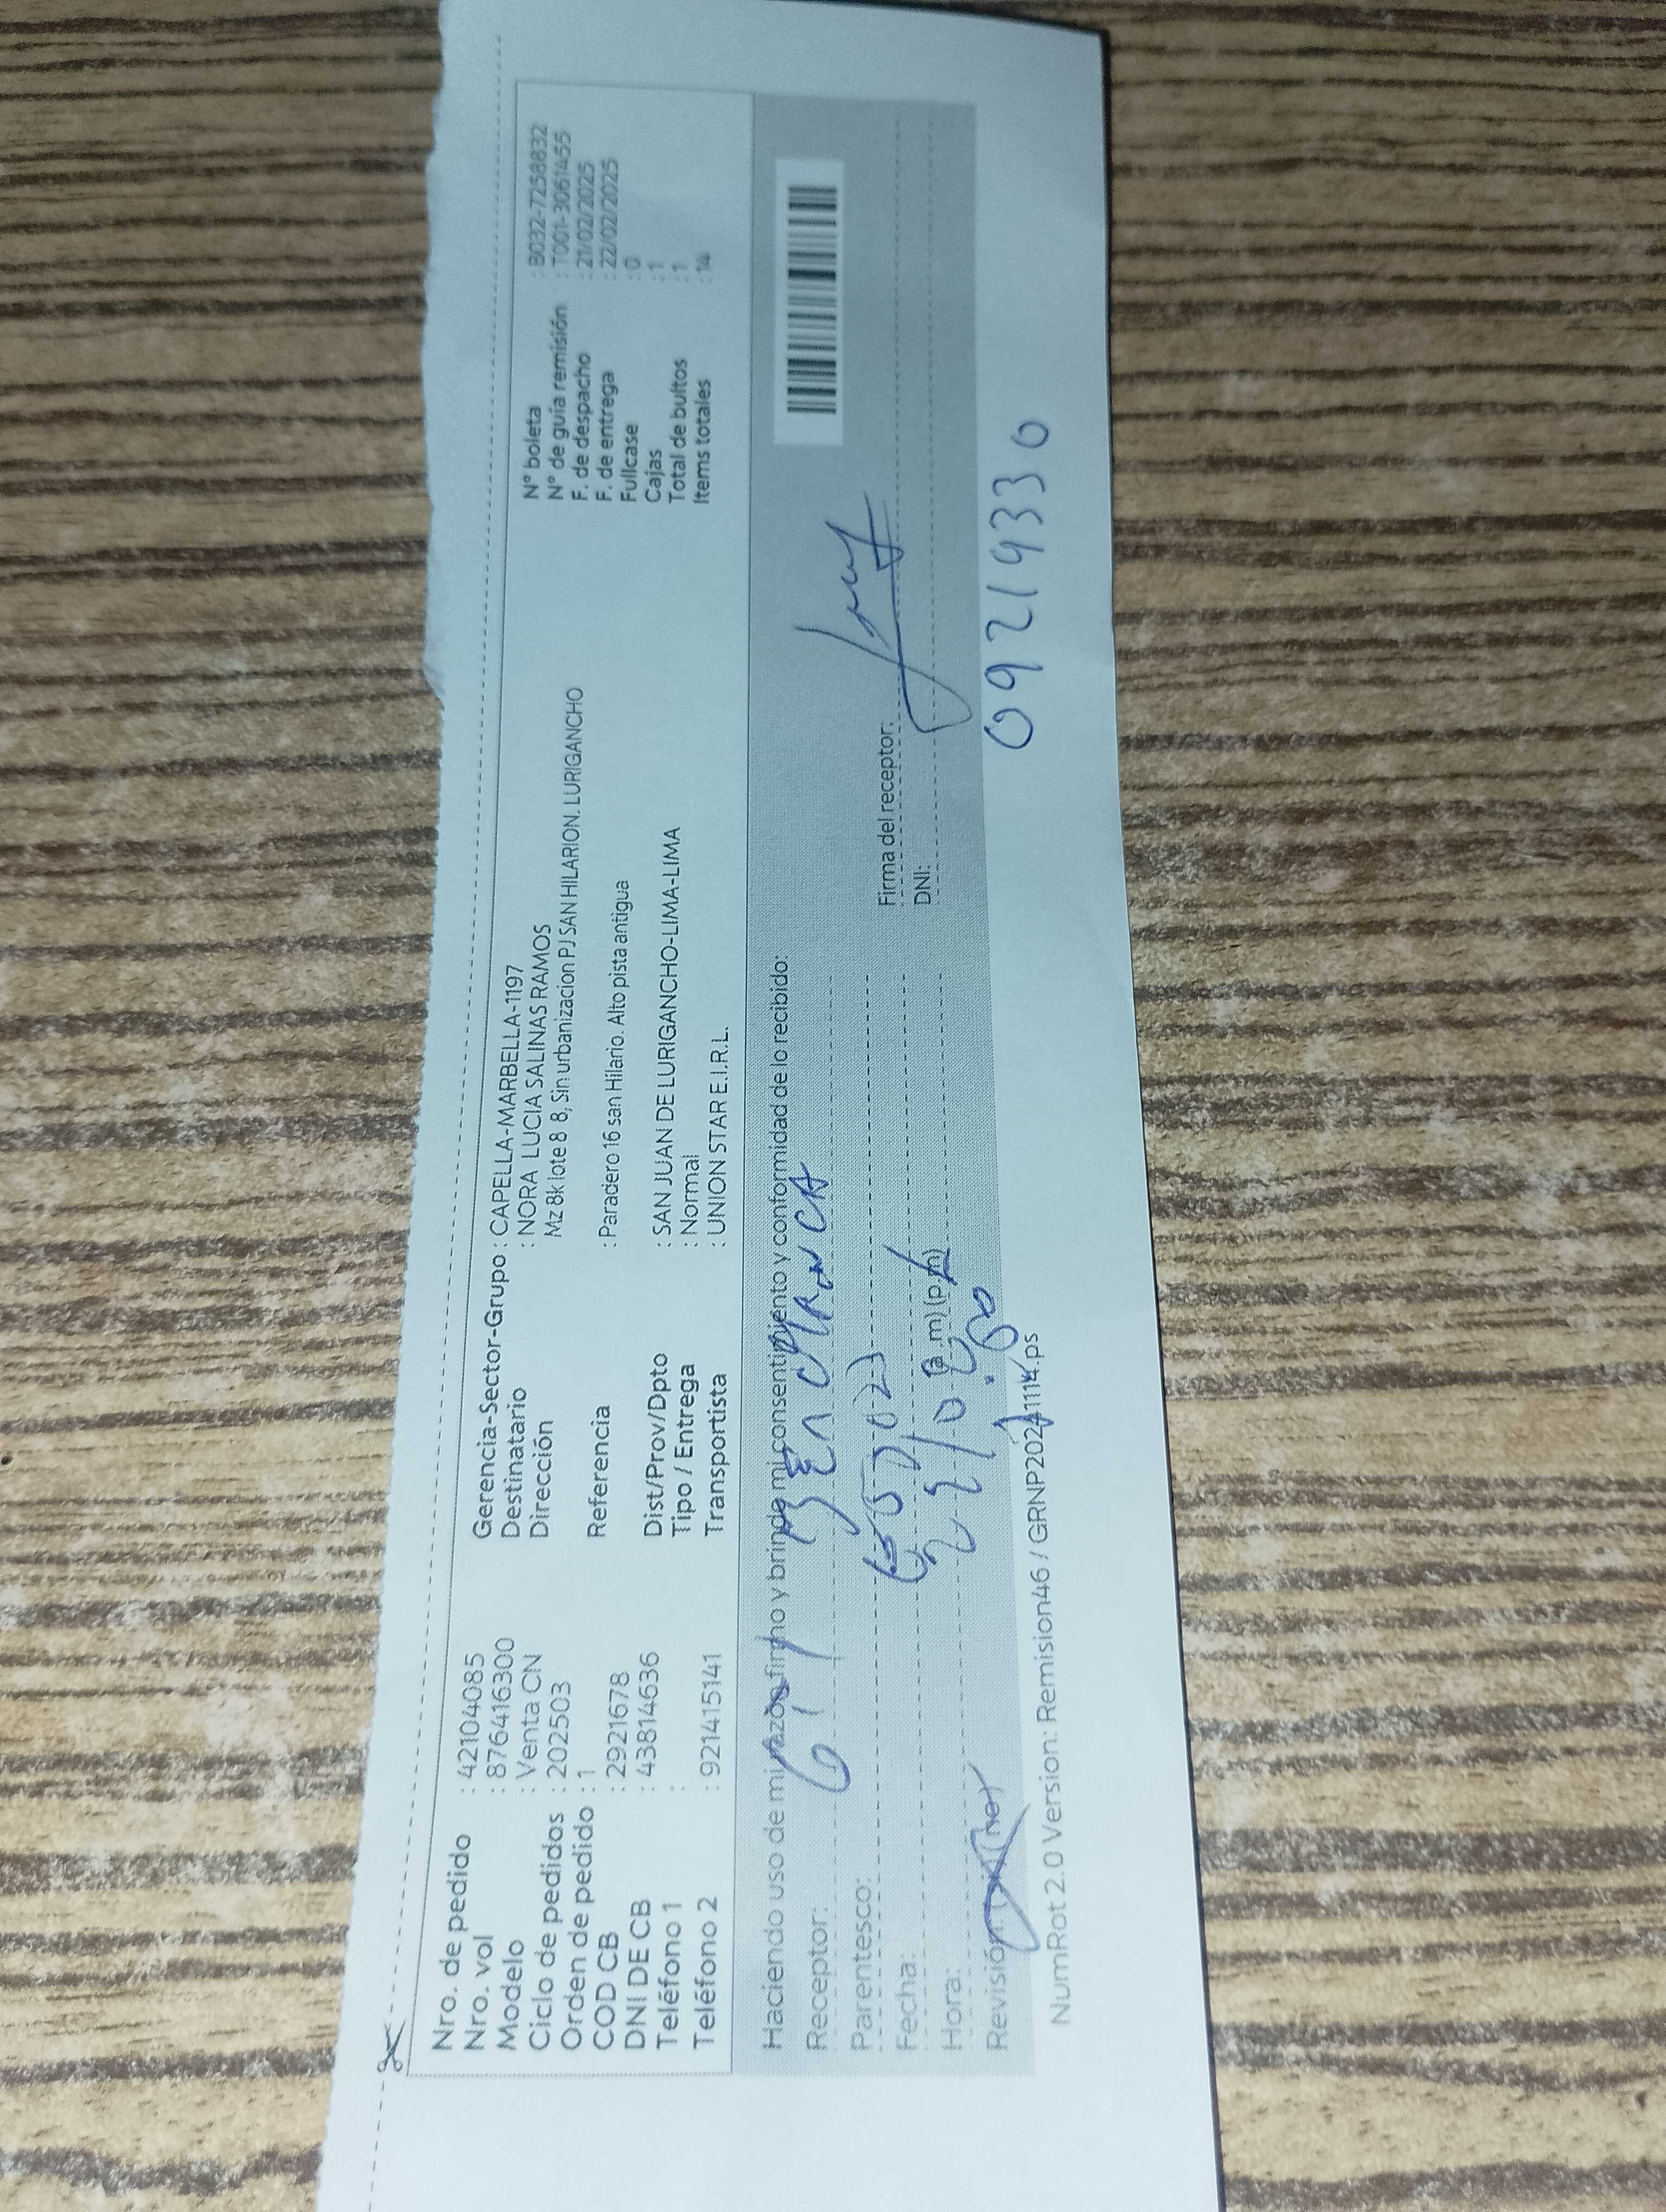 Nro. de pedido : 42104085
Nro. vol : 87641630
Modelo : Venta CN
Ciclo de pedidos : 202503
Orden de pedido : 1
COD CB : 2921678
DNI DE CB : 43814636
Teléfono 1 :
Teléfono 2 : 921415141
Gerencia-Sector-Grupo : CAPELLA-MARBELLA-1197
Destinatario : NORA LUCIA SALINAS RAMOS
Dirección Mz 8k lote 8 8, Sin urbanizacion PJ SAN HILARION. LURIGANCHO
Referencia : Paradero 16 san Hilario. Alto pista antigua
Dist/Prov/Dpto : SAN JUAN DE LURIGANCHO-LIMA-LIMA
Tipo / Entrega : Normal
Transportista : UNION STAR E.I.R.L.
N° boleta : B032-7258832
N° de guía remisión : T001-3061455
F. de despacho : 21/02/2025
F. de entrega : 22/02/2025
Fullcase : 0
Cajas : 1
Total de bultos : 1
Items totales : 14
Haciendo uso de mi razón firmo y brindo mi consentimiento y conformidad de lo recibido:
Receptor:
Parentesco:
Fecha:
Hora: (a.m) (p.m)
Revisión:
Firma del receptor:
DNI:
09214330
NumRot 2.0 Version: Remision46 / GRNP20241114.ps